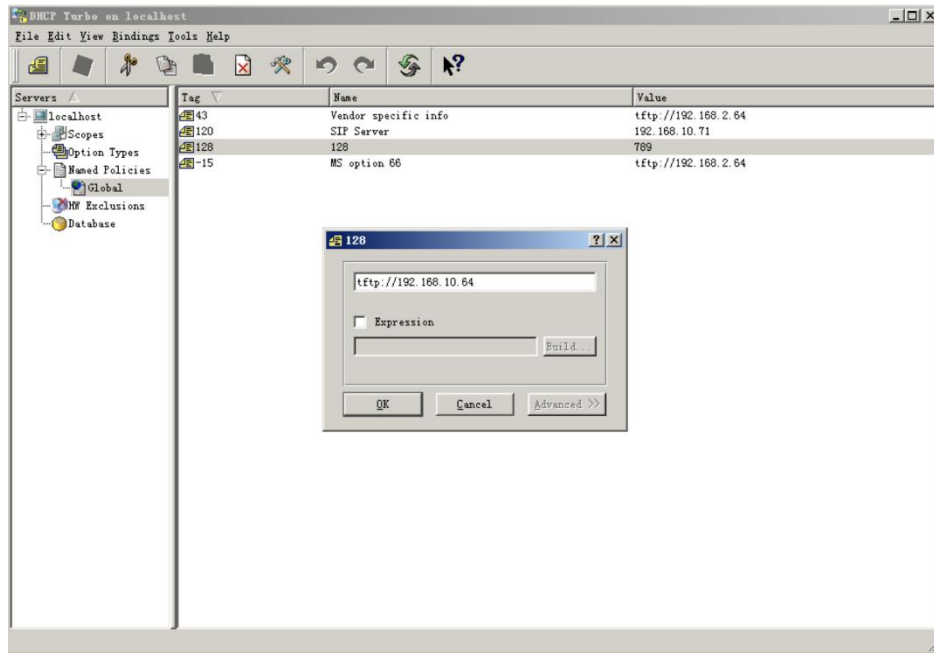 DHCP Turbo on localhost
File Edit View Bindings Tools Help
Servers
Tag Name Value
localhost
Scopes
Option Types
Named Policies
Global
HW Exclusions
Database
43 Vendor specific info tftp://192.168.2.64
120 SIP Server 192.168.10.71
128 128 789
-15 MS option 66 tftp://192.168.2.64
128
tftp://192.168.10.64
Expression
Build...
OK Cancel Advanced >>